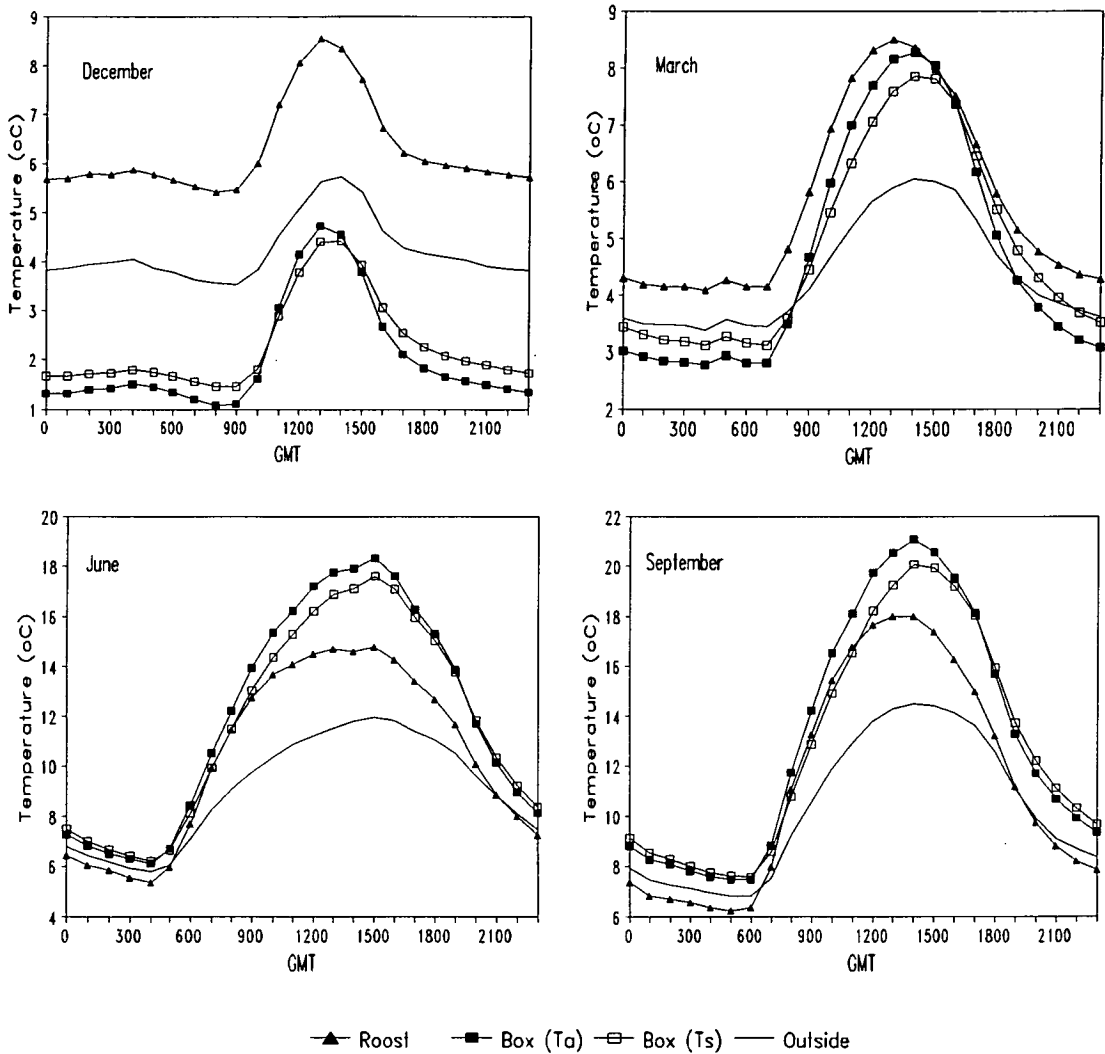 9
8
7
6
5
4
3
2
1
Temperature (oC)
December
0 300 600 900 1200 1500 1800 2100
GMT
9
8
7
6
5
4
3
2
Temperature (oC)
March
0 300 600 900 1200 1500 1800 2100
GMT
20
18
16
14
12
10
8
6
4
Temperature (oC)
June
0 300 600 900 1200 1500 1800 2100
GMT
22
20
18
16
14
12
10
8
6
Temperature (oC)
September
0 300 600 900 1200 1500 1800 2100
GMT
Roost Box (Ta) Box (Ts) Outside